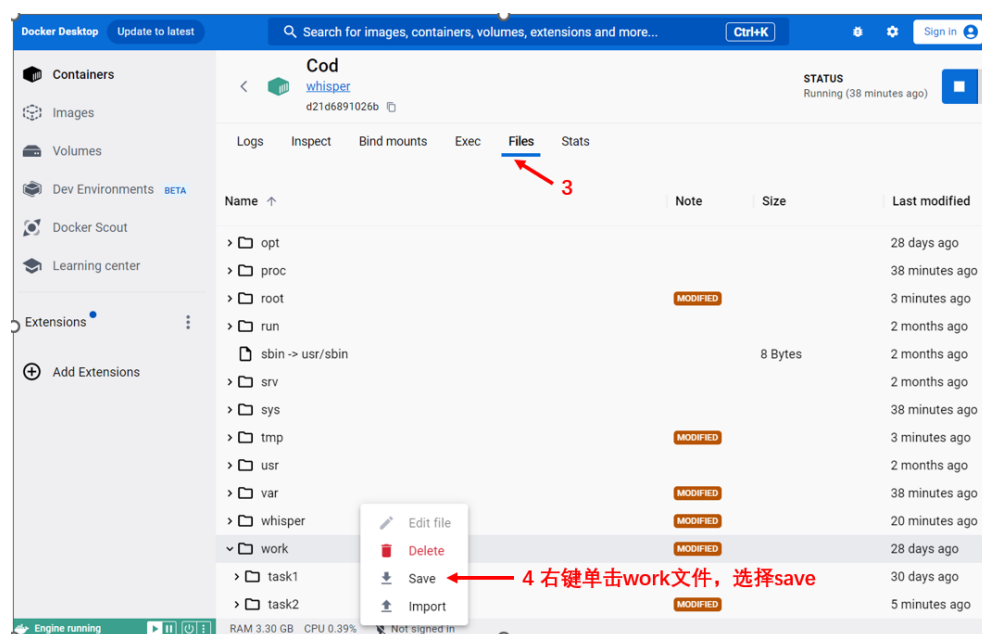 Docker Desktop Update to latest Search for images, containers, volumes, extensions and more... Ctrl+K Sign in
Containers
Images
Volumes
Dev Environments BETA
Docker Scout
Learning center
Extensions
Add Extensions
Cod
whisper
d21d6891026b
STATUS
Running (38 minutes ago)
Logs Inspect Bind mounts Exec Files Stats
3
Name Note Size Last modified
opt 28 days ago
proc 38 minutes ago
root MODIFIED 3 minutes ago
run 2 months ago
sbin -> usr/sbin 8 Bytes 2 months ago
srv 2 months ago
sys 38 minutes ago
tmp MODIFIED 3 minutes ago
usr 2 months ago
var MODIFIED 38 minutes ago
whisper MODIFIED 20 minutes ago
work MODIFIED 28 days ago
task1 30 days ago
task2 MODIFIED 5 minutes ago
Edit file
Delete
Save
Import
4 右键单击work文件，选择save
Engine running RAM 3.30 GB CPU 0.39% Not signed in